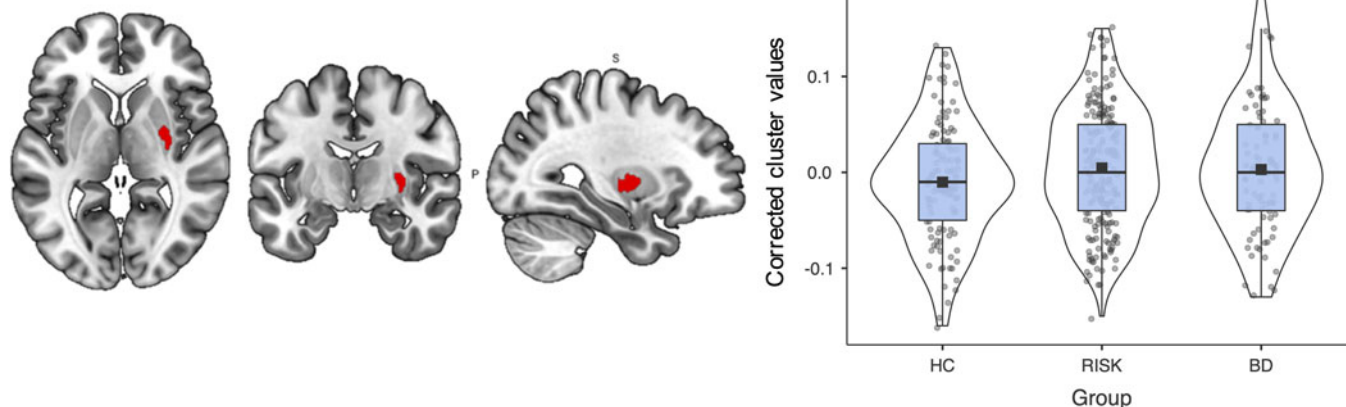 S
P
Corrected cluster values
0.1
0.0
-0.1
HC RISK BD
Group